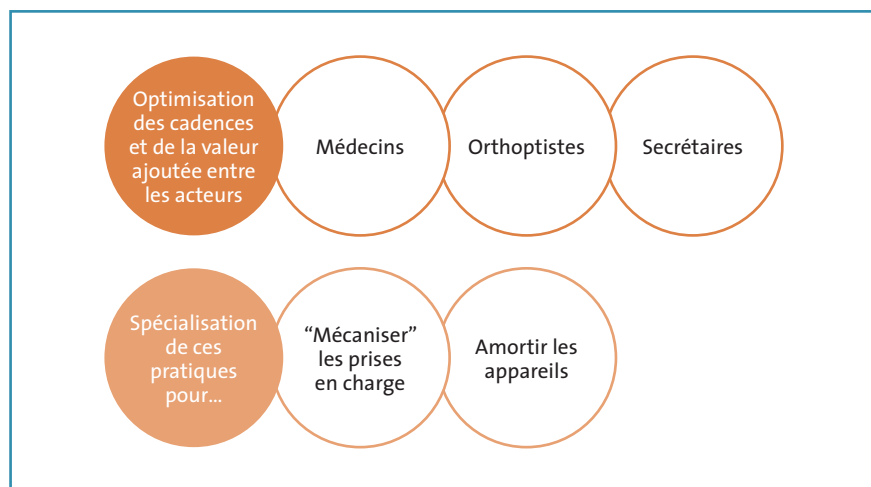 Optimisation
des cadences
et de la valeur
ajoutée entre
les acteurs
Médecins
Orthoptistes
Secrétaires
Spécialisation
de ces
pratiques
pour…
“Mécaniser”
les prises
en charge
Amortir les
appareils